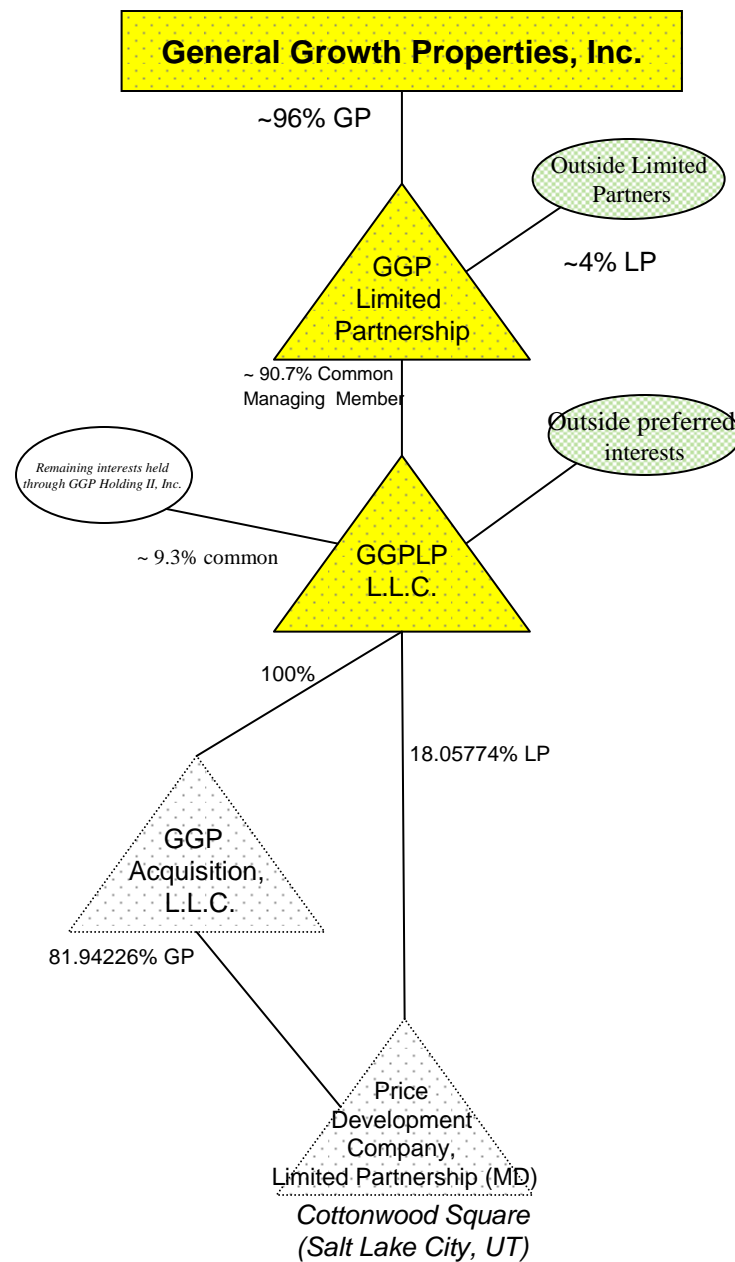 General Growth Properties, Inc.
~96% GP
Outside Limited
Partners
~4% LP
GGP
Limited
Partnership
~ 90.7% Common
Managing Member
Outside preferred
interests
Remaining interests held
through GGP Holding II, Inc.
~ 9.3% common
GGPLP
L.L.C.
100%
18.05774% LP
GGP
Acquisition,
L.L.C.
81.94226% GP
Price
Development
Company,
Limited Partnership (MD)
Cottonwood Square
(Salt Lake City, UT)